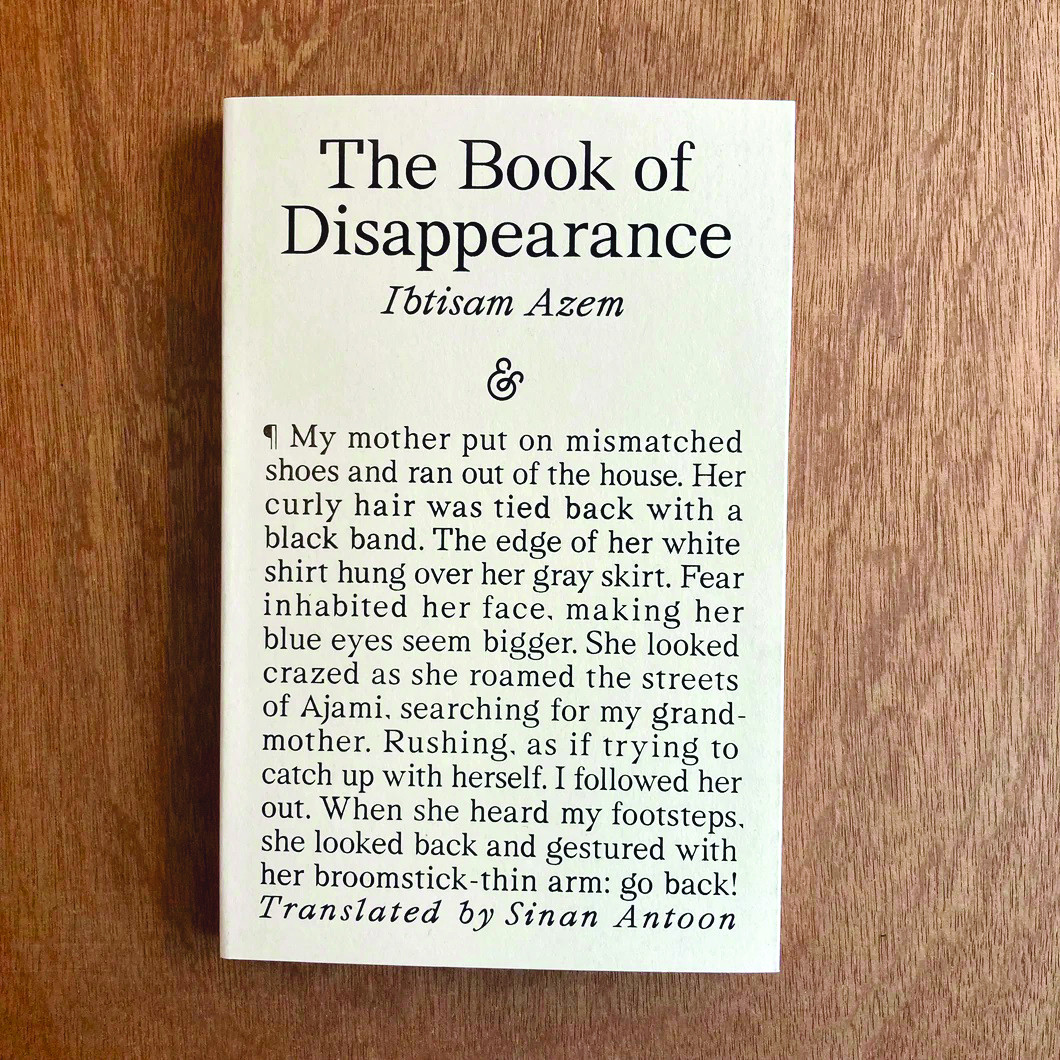 The Book of
Disappearance
Ibtisam Azem
&
¶ My mother put on mismatched
shoes and ran out of the house. Her
curly hair was tied back with a
black band. The edge of her white
shirt hung over her gray skirt. Fear
inhabited her face, making her
blue eyes seem bigger. She looked
crazed as she roamed the streets
of Ajami, searching for my grand-
mother. Rushing, as if trying to
catch up with herself. I followed her
out. When she heard my footsteps,
she looked back and gestured with
her broomstick-thin arm: go back!
Translated by Sinan Antoon